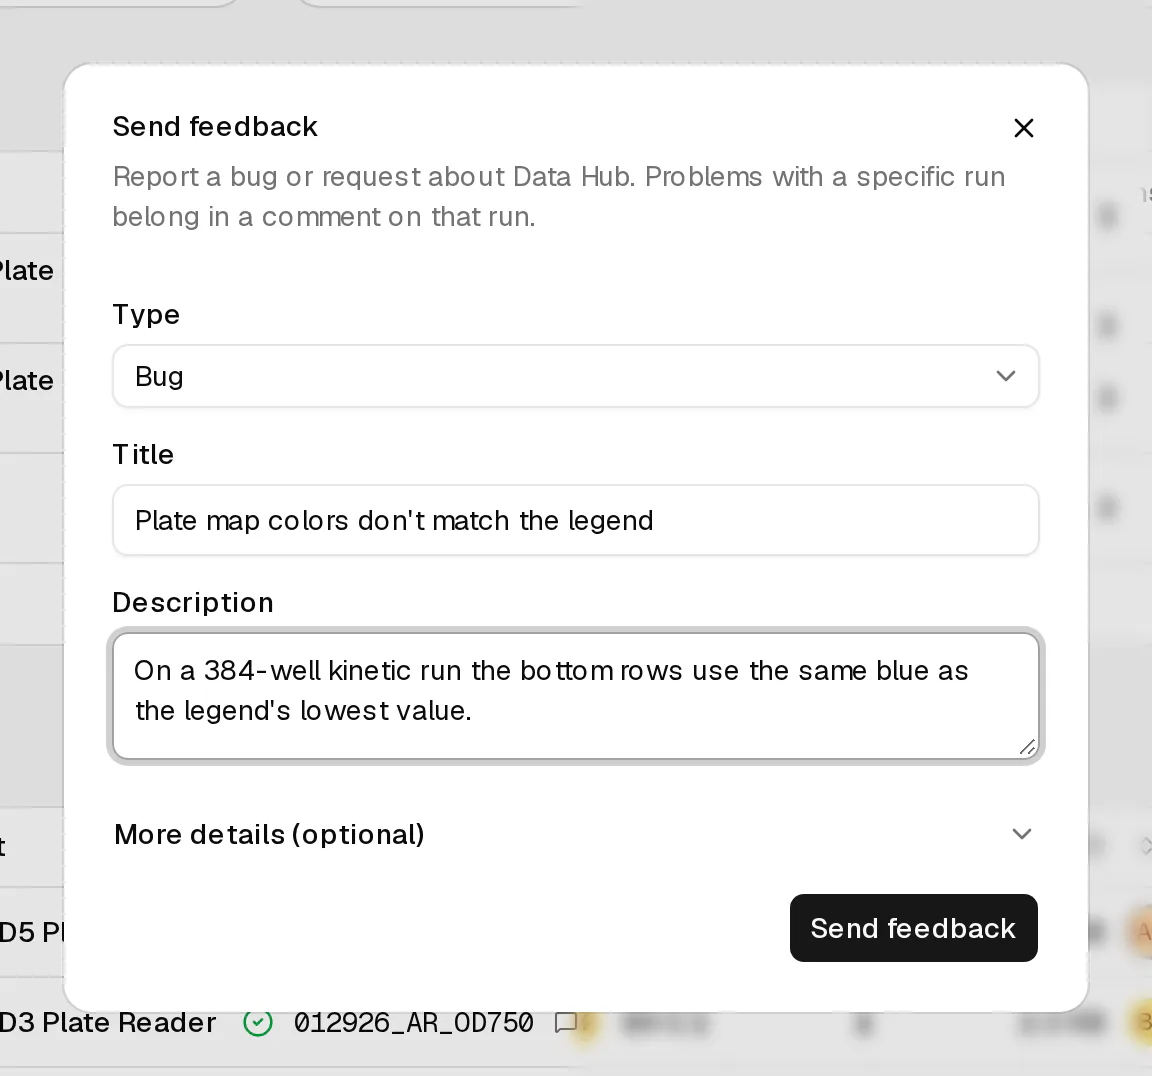 Send feedback
Report a bug or request about Data Hub. Problems with a specific run
belong in a comment on that run.
Plate
Type
Plate
Bug
Title
Plate map colors don't match the legend
Description
On a 384-well kinetic run the bottom rows use the same blue as
the legend's lowest value.
More details (optional)
t
D5 Pl
Send feedback
D3 Plate Reader 012926_AR_OD750